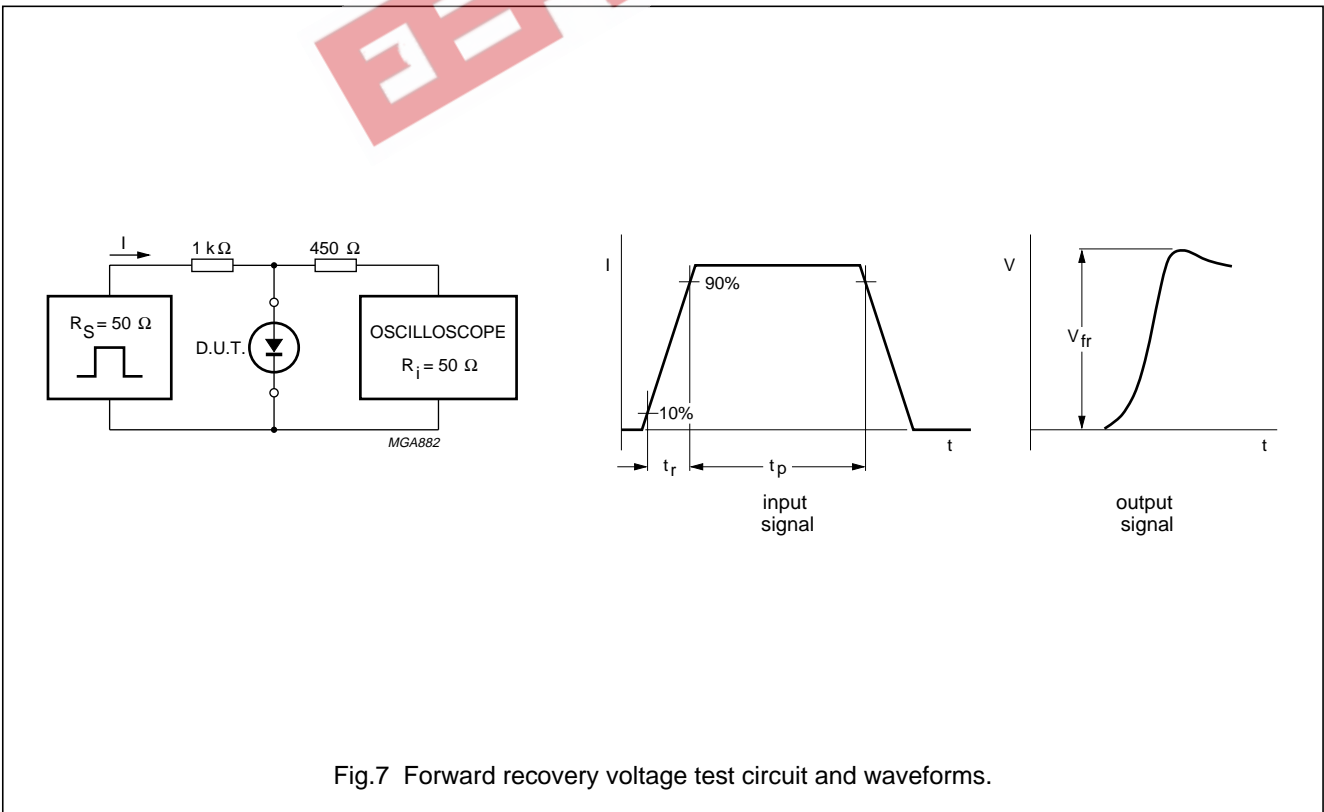 I
1 kΩ
450 Ω
R_S = 50 Ω
D.U.T.
OSCILLOSCOPE
R_i = 50 Ω
MGA882
I
90%
10%
t
t_r
t_p
input
signal
V
V_fr
t
output
signal
Fig.7 Forward recovery voltage test circuit and waveforms.